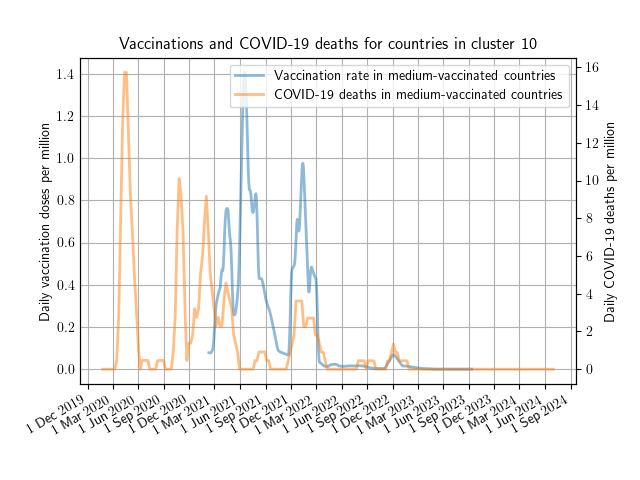 Vaccinations and COVID-19 deaths for countries in cluster 10
Vaccination rate in medium-vaccinated countries
COVID-19 deaths in medium-vaccinated countries
Daily vaccination doses per million
1.4
1.2
1.0
0.8
0.6
0.4
0.2
0.0
16
14
12
10
8
6
4
2
0
Daily COVID-19 deaths per million
1 Dec 2019
1 Mar 2020
1 Jun 2020
1 Sep 2020
1 Dec 2020
1 Mar 2021
1 Jun 2021
1 Sep 2021
1 Dec 2021
1 Mar 2022
1 Jun 2022
1 Sep 2022
1 Dec 2022
1 Mar 2023
1 Jun 2023
1 Sep 2023
1 Dec 2023
1 Mar 2024
1 Jun 2024
1 Sep 2024